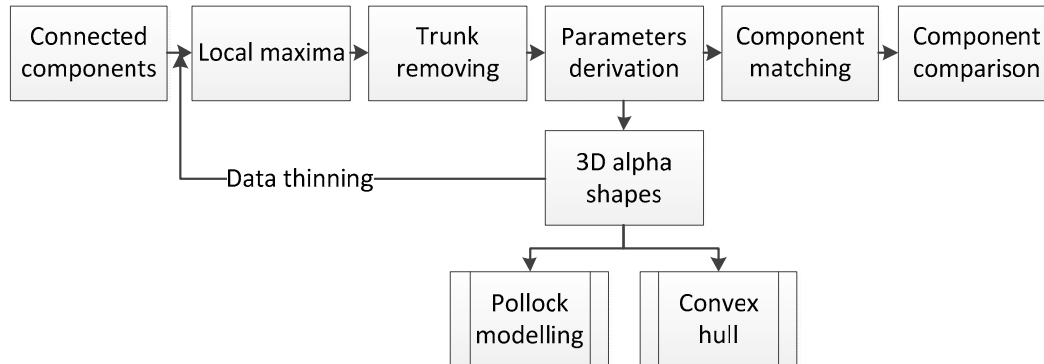 Connected
components
Local maxima
Trunk
removing
Parameters
derivation
Component
matching
Component
comparison
3D alpha
shapes
Data thinning
Pollock
modelling
Convex
hull